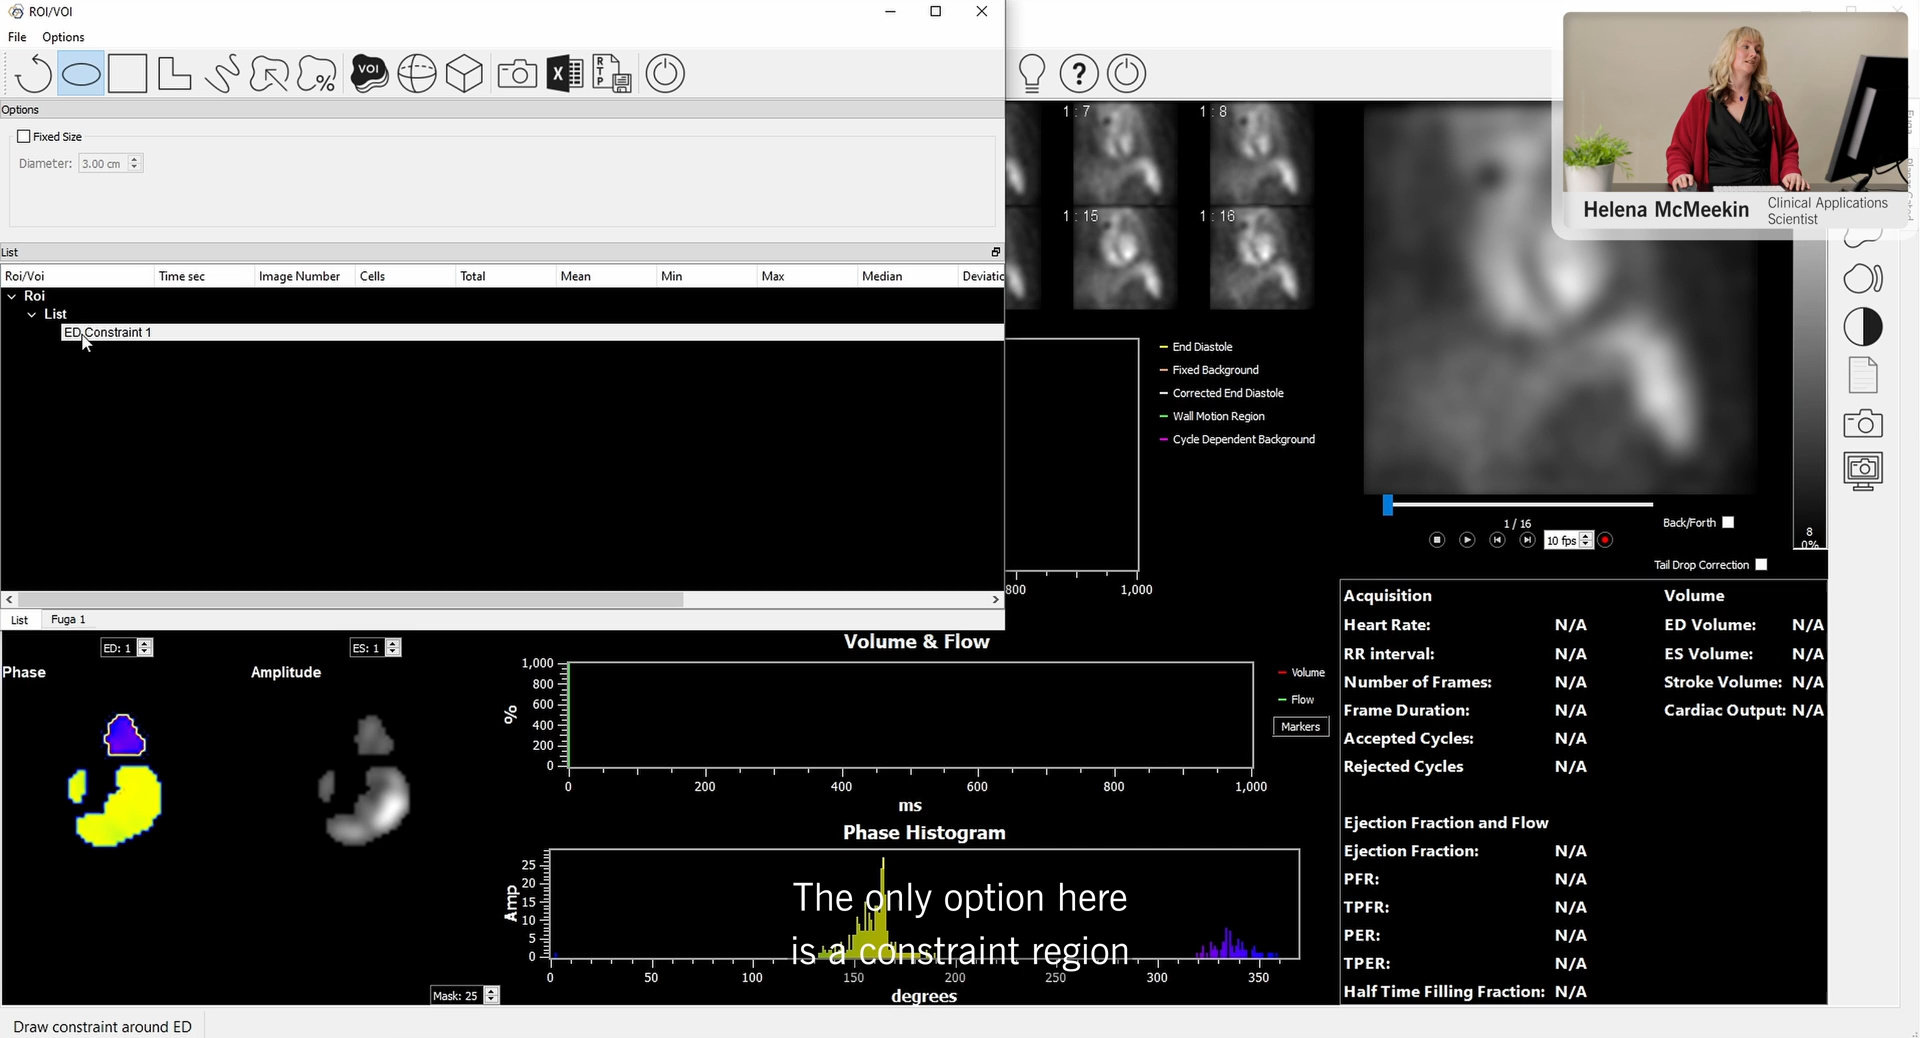 ROI/VOI
File Options
VOI
X
RTP
?
Options
Fixed Size
Diameter: 3.00 cm
List
Roi/Voi Time sec Image Number Cells Total Mean Min Max Median Deviatic
Roi
List
ED Constraint 1
List Fuga 1
1 : 7
1 : 8
1 : 15
1 : 16
End Diastole
Fixed Background
Corrected End Diastole
Wall Motion Region
Cycle Dependent Background
800 1,000
Helena McMeekin
Clinical Applications
Scientist
1 / 16
10 fps
Back/Forth
Tail Drop Correction
8
0%
ED: 1
ES: 1
Phase
Amplitude
Mask: 25
Volume & Flow
1,000
800
600
400
200
0
%
0 200 400 600 800 1,000
ms
Volume
Flow
Markers
Phase Histogram
25
20
15
10
5
0
Amp
0 50 100 150 200 250 300 350
degrees
The only option here
is a constraint region
Acquisition
Heart Rate: N/A
RR interval: N/A
Number of Frames: N/A
Frame Duration: N/A
Accepted Cycles: N/A
Rejected Cycles N/A
Volume
ED Volume: N/A
ES Volume: N/A
Stroke Volume: N/A
Cardiac Output: N/A
Ejection Fraction and Flow
Ejection Fraction: N/A
PFR: N/A
TPFR: N/A
PER: N/A
TPER: N/A
Half Time Filling Fraction: N/A
Draw constraint around ED